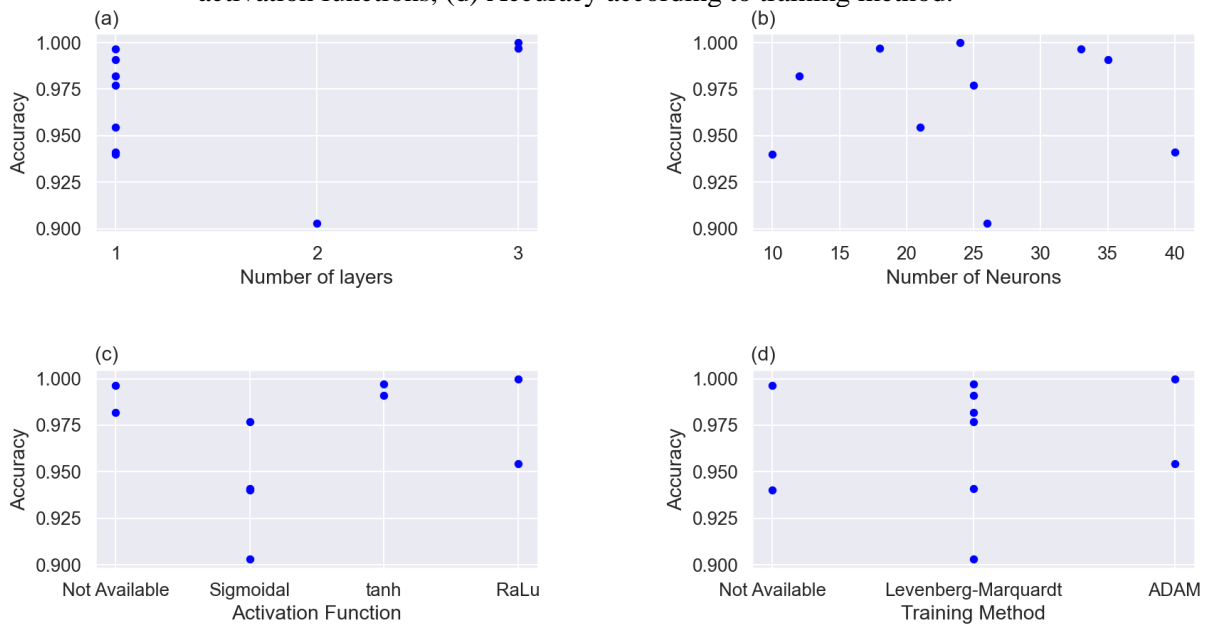 activation functions, (d) Accuracy according to training method.
(a)
1.000
0.975
0.950
0.925
0.900
Accuracy
1 2 3
Number of layers
(b)
1.000
0.975
0.950
0.925
0.900
Accuracy
10 15 20 25 30 35 40
Number of Neurons
(c)
1.000
0.975
0.950
0.925
0.900
Accuracy
Not Available Sigmoidal tanh RaLu
Activation Function
(d)
1.000
0.975
0.950
0.925
0.900
Accuracy
Not Available Levenberg-Marquardt ADAM
Training Method